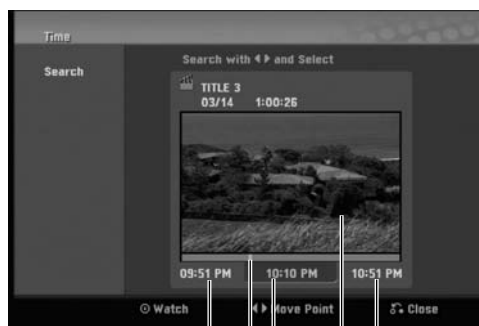 Time
Search
Search with ◀ ▶ and Select
TITLE 3
03/14 1:00:26
09:51 PM 10:10 PM 10:51 PM
⊙ Watch ◀ ▶ Move Point Close